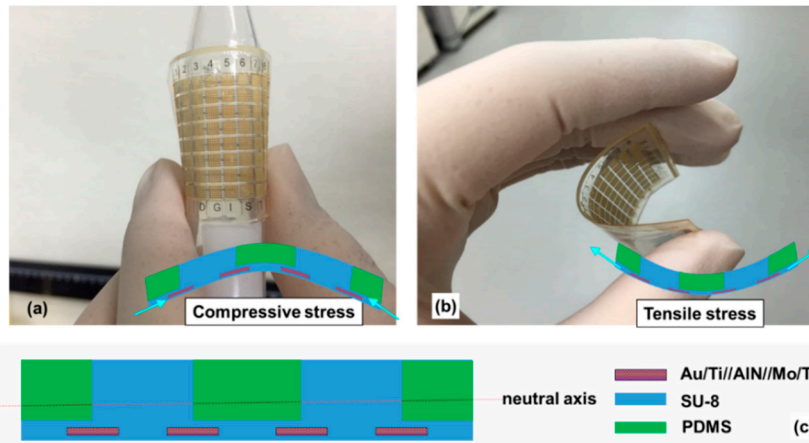 1 2 3 4 5 6 7
D G I S T
(a)
Compressive stress
(b)
Tensile stress
neutral axis
Au/Ti//AlN//Mo/T
SU-8
PDMS
(c